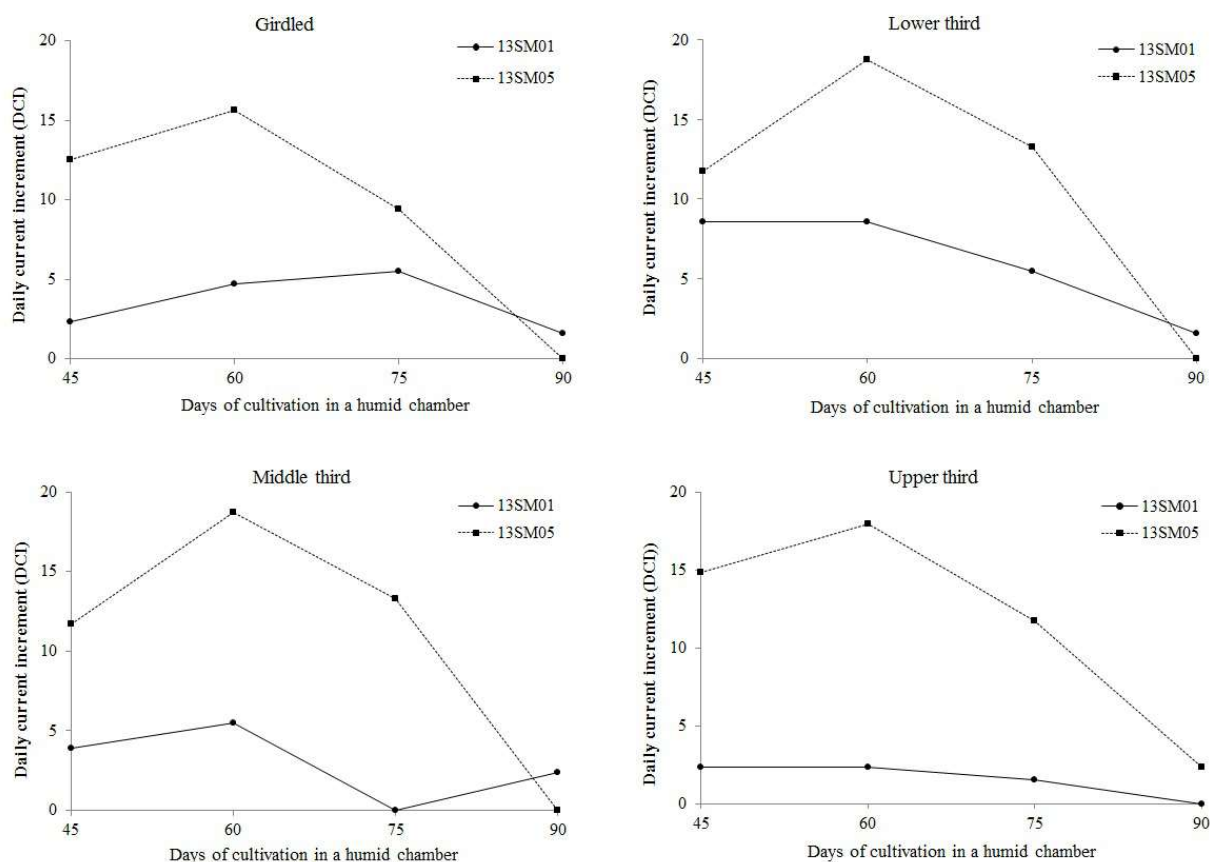 Girdled
13SM01
13SM05
Daily current increment (DCI)
20
15
10
5
0
45 60 75 90
Days of cultivation in a humid chamber
Lower third
13SM01
13SM05
Daily current increment (DCI)
20
15
10
5
0
45 60 75 90
Days of cultivation in a humid chamber
Middle third
13SM01
13SM05
Daily current increment (DCI)
20
15
10
5
0
45 60 75 90
Days of cultivation in a humid chamber
Upper third
13SM01
13SM05
Daily current increment (DCI))
20
15
10
5
0
45 60 75 90
Days of cultivation in a humid chamber